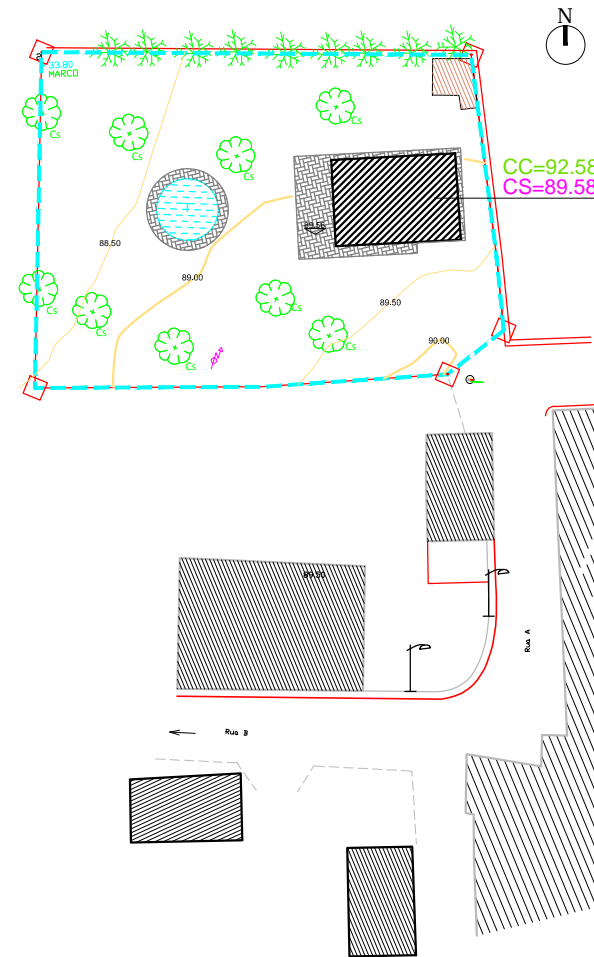 N
33.80
MARCO
Cs
Cs
Cs
Cs
CC=92.58
CS=89.58
88.50
89.00
89.50
90.00
Cs
Cs
Cs
Cs
Cs
89.50
Rua A
Rua B